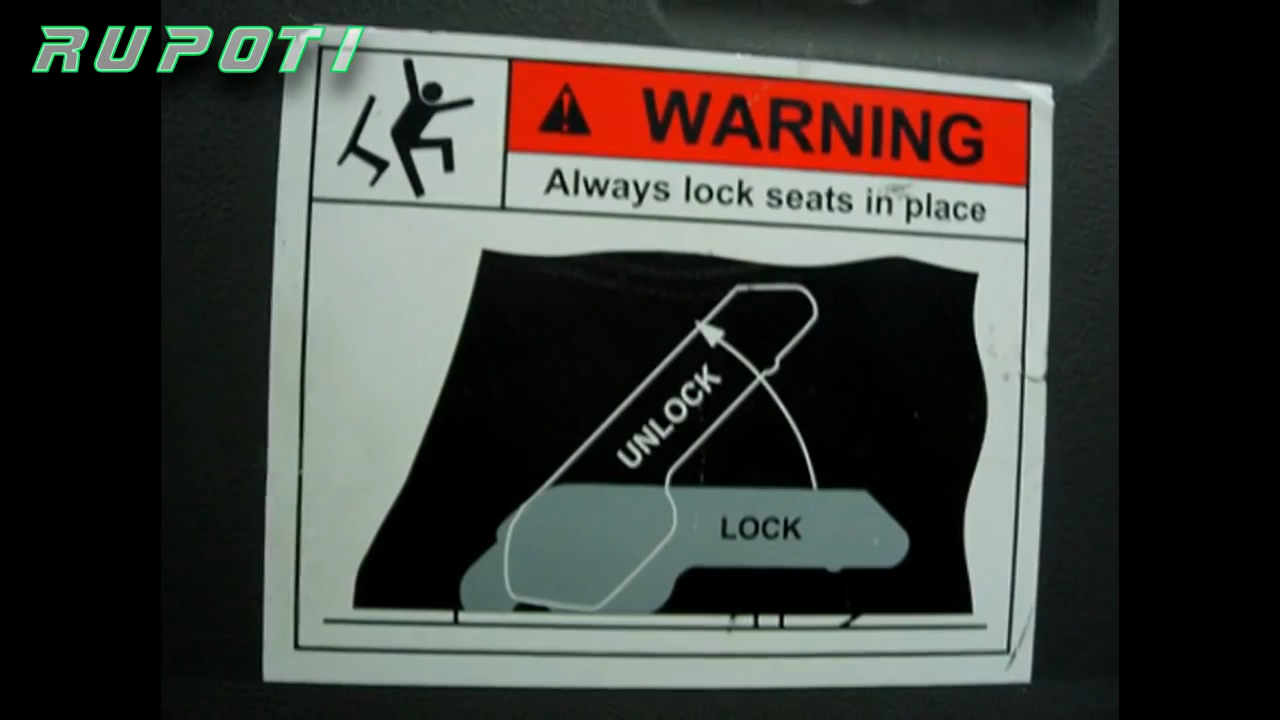 RUPOTI
WARNING
Always lock seats in place
UNLOCK
LOCK